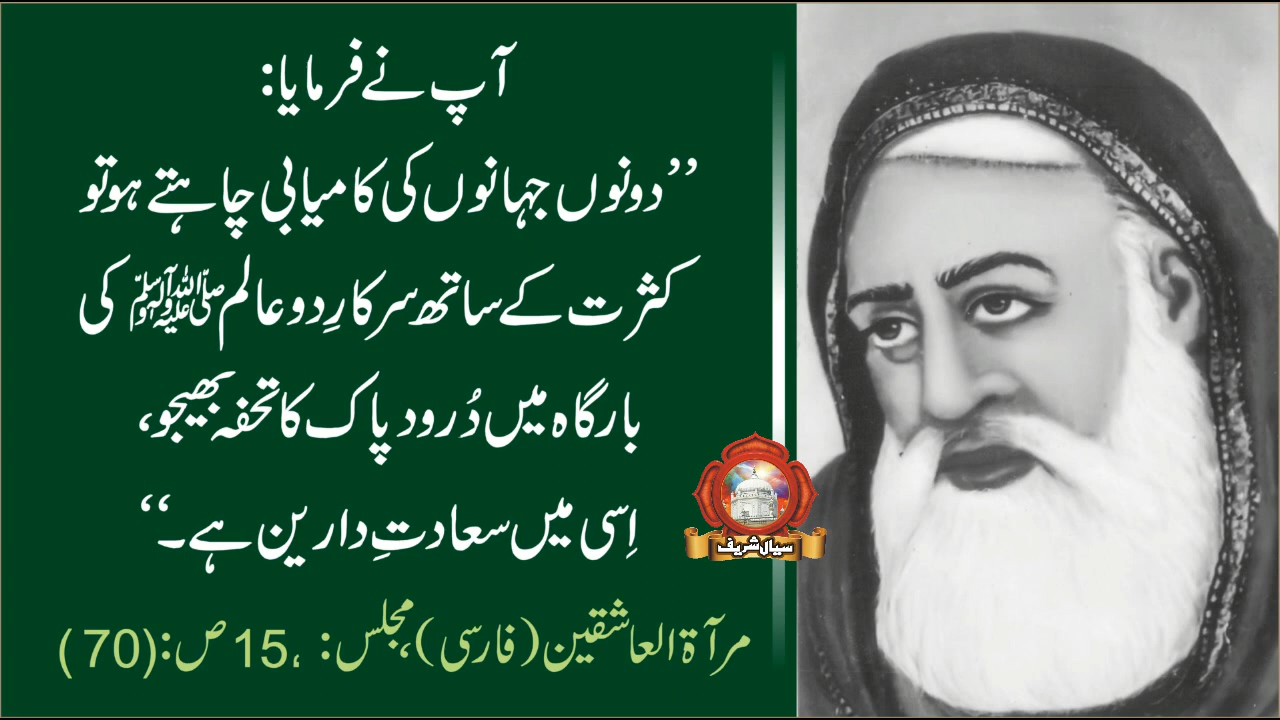 آپ نے فرمایا:
’’دونوں جہانوں کی کامیابی چاہتے ہو تو
کثرت کے ساتھ سرکارِ دو عالم ﷺ کی
بارگاہ میں دُرود پاک کا تحفہ بھیجو،
اِسی میں سعادتِ دارین ہے۔‘‘
مرآۃ العاشقین (فارسی)، مجلس: 15، ص: (70)
سیال شریف